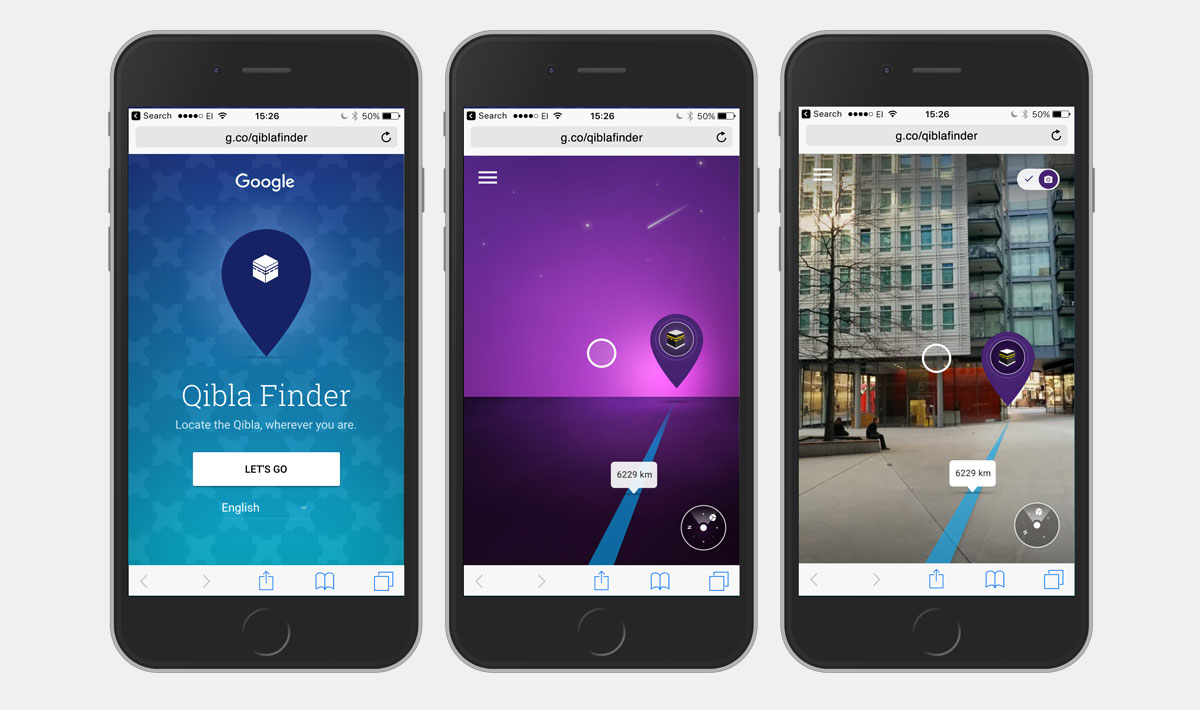 Search EI 15:26 50%
g.co/qiblafinder
Google
Qibla Finder
Locate the Qibla, wherever you are.
LET'S GO
English
Search EI 15:26 50%
g.co/qiblafinder
6229 km
N
Search EI 15:26 50%
g.co/qiblafinder
6229 km
N